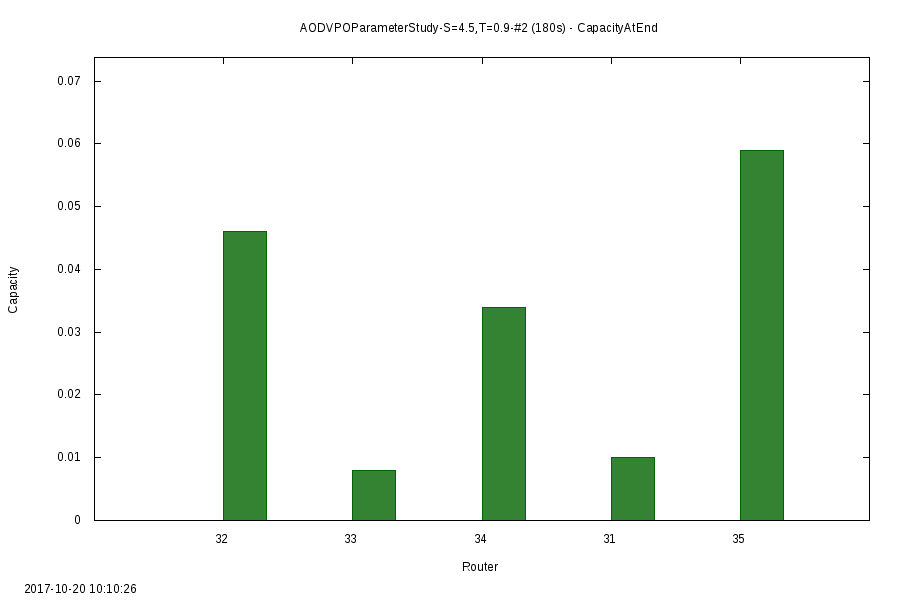 AODVPOParameterStudy-S=4.5,T=0.9-#2 (180s) - CapacityAtEnd
0.07
0.06
0.05
0.04
0.03
0.02
0.01
0
Capacity
32 33 34 31 35
Router
2017-10-20 10:10:26